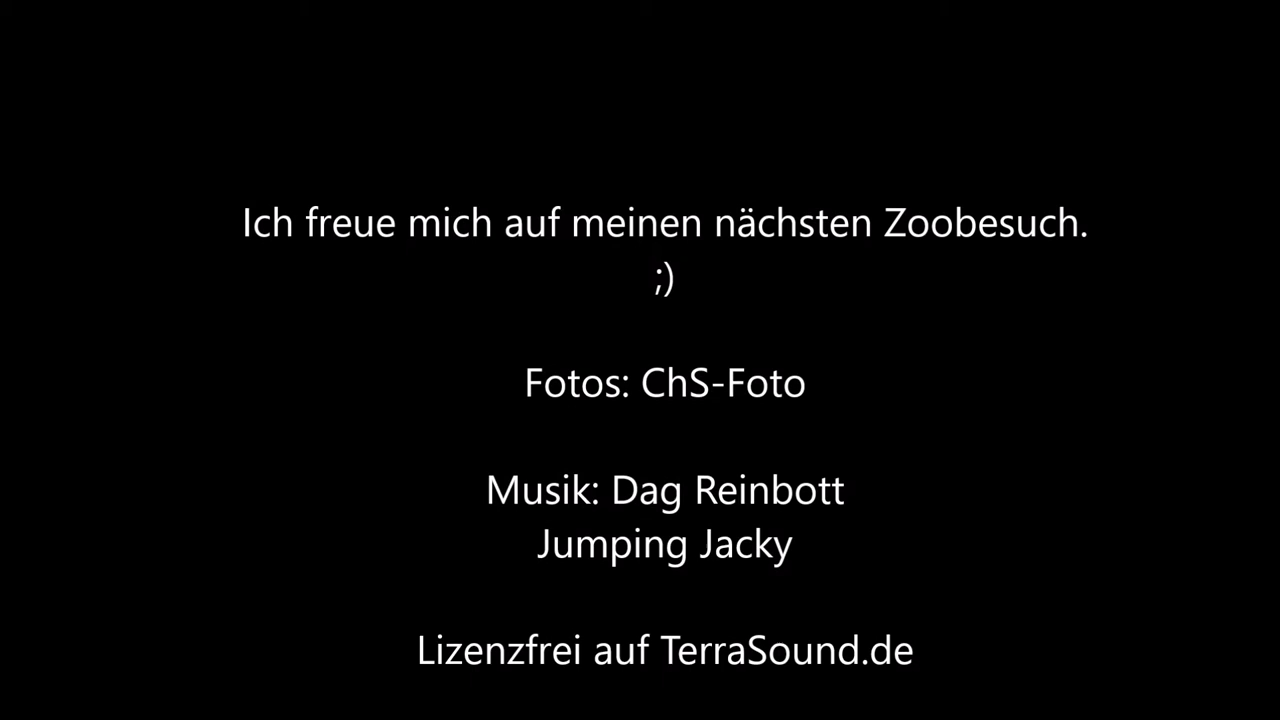 Ich freue mich auf meinen nächsten Zoobesuch.
;)
Fotos: ChS-Foto
Musik: Dag Reinbott
Jumping Jacky
Lizenzfrei auf TerraSound.de